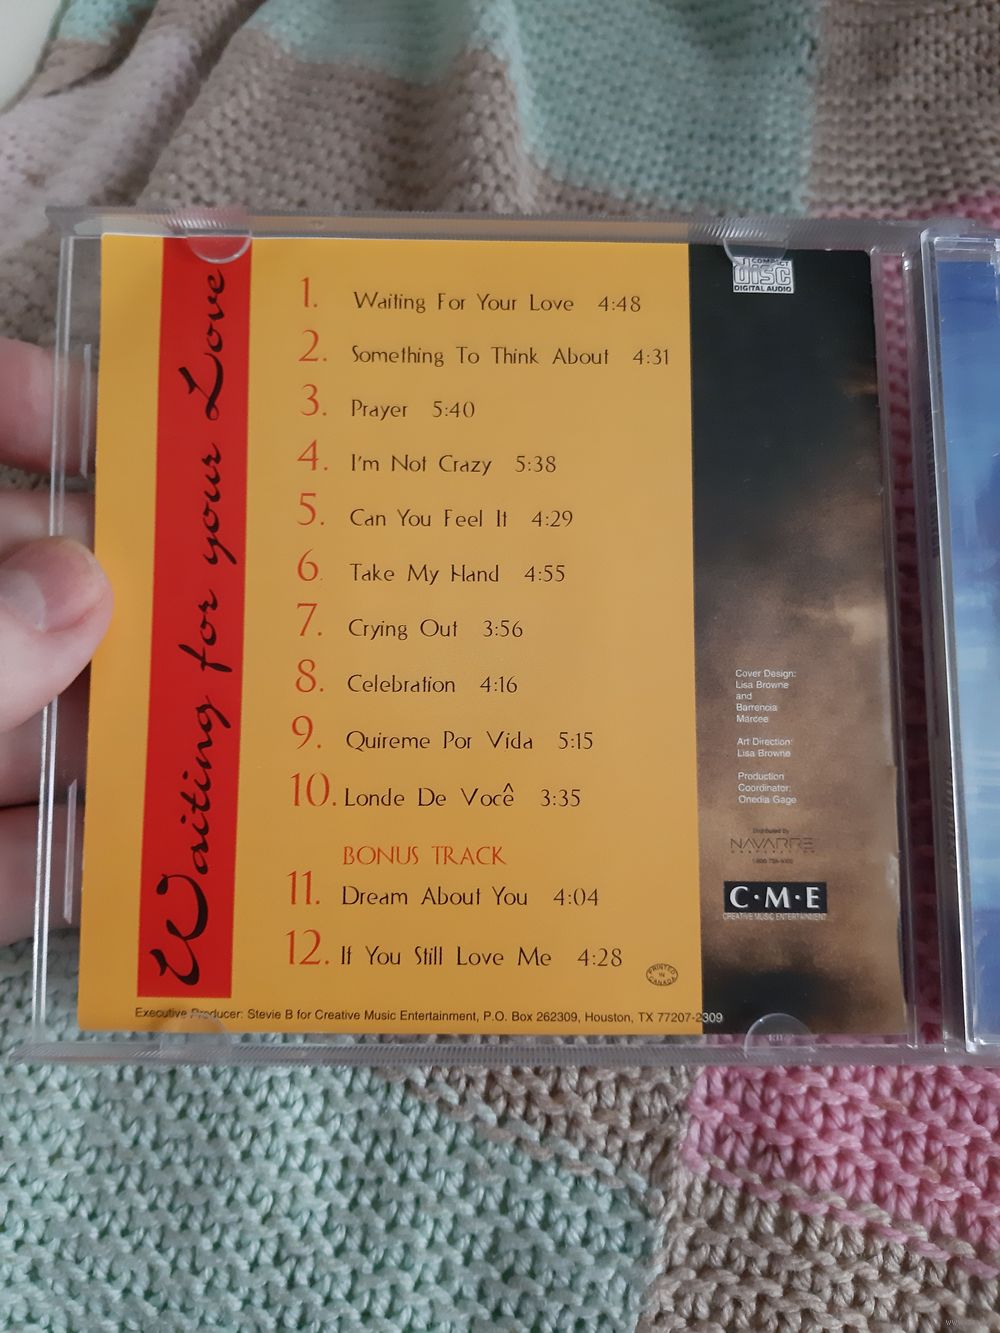 Waiting for your Love
1. Waiting For Your Love 4:48
2. Something To Think About 4:31
3. Prayer 5:40
4. I'm Not Crazy 5:38
5. Can You Feel It 4:29
6. Take My Hand 4:55
7. Crying Out 3:56
8. Celebration 4:16
9. Quireme Por Vida 5:15
10. Londe De Você 3:35
BONUS TRACK
11. Dream About You 4:04
12. If You Still Love Me 4:28
PRINTED
IN
CANADA
Executive Producer: Stevie B for Creative Music Entertainment, P.O. Box 262309, Houston, TX 77207-2309
COMPACT
disc
DIGITAL AUDIO
Cover Design:
Lisa Browne
and
Barrencia
Marcee
Art Direction:
Lisa Browne
Production
Coordinator:
Onedia Gage
Distributed By
NAVARRE
CORPORATION
C·M·E
CREATIVE MUSIC ENTERTAINMENT